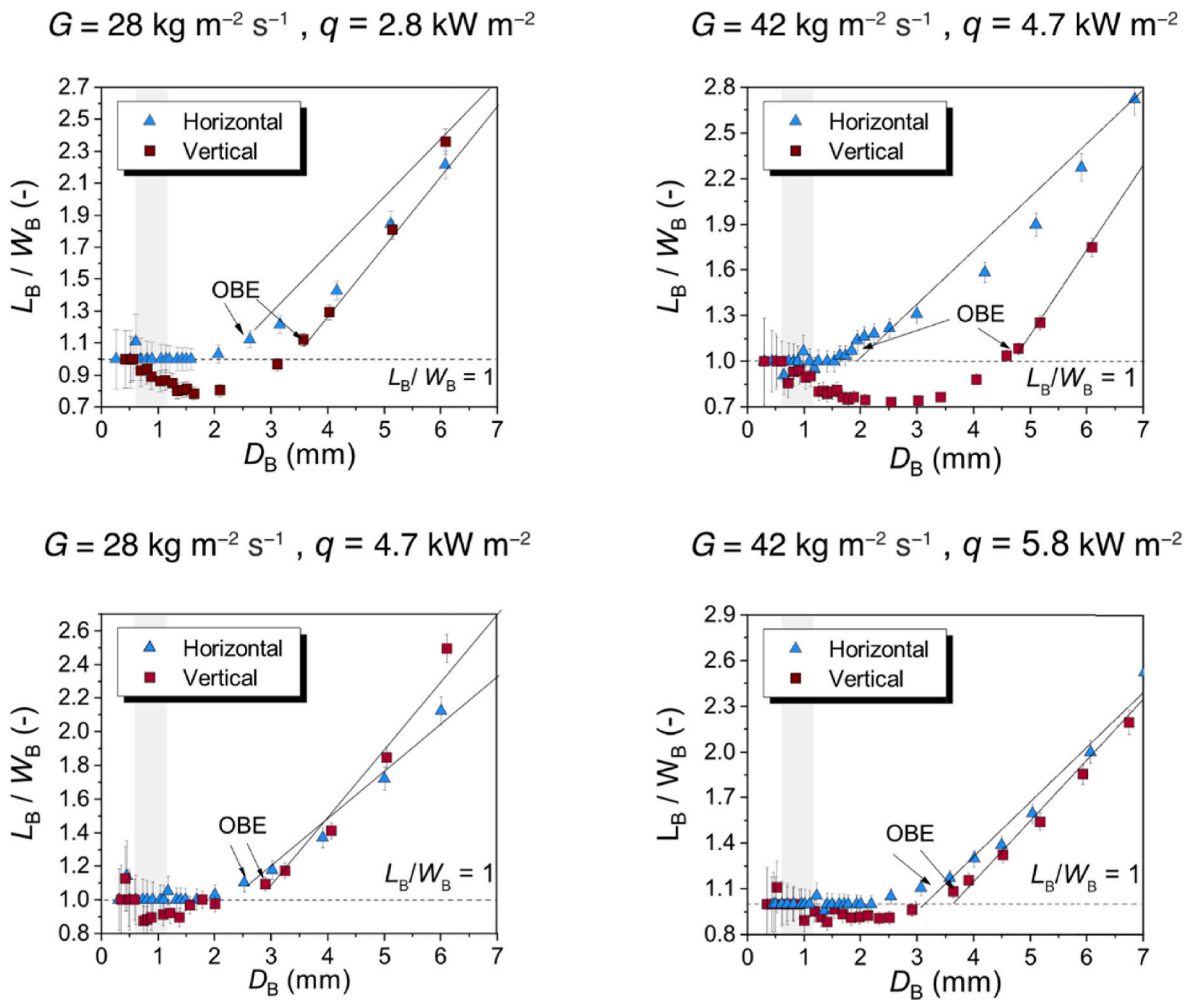 G = 28 kg m⁻² s⁻¹ , q = 2.8 kW m⁻²
2.7
2.5
2.3
2.1
1.9
1.7
1.5
1.3
1.1
0.9
0.7
L_B / W_B (-)
Horizontal
Vertical
OBE
L_B/ W_B = 1
0 1 2 3 4 5 6 7
D_B (mm)
G = 42 kg m⁻² s⁻¹ , q = 4.7 kW m⁻²
2.8
2.5
2.2
1.9
1.6
1.3
1.0
0.7
L_B / W_B (-)
Horizontal
Vertical
OBE
L_B/ W_B = 1
0 1 2 3 4 5 6 7
D_B (mm)
G = 28 kg m⁻² s⁻¹ , q = 4.7 kW m⁻²
2.6
2.4
2.2
2.0
1.8
1.6
1.4
1.2
1.0
0.8
L_B / W_B (-)
Horizontal
Vertical
OBE
L_B/W_B = 1
0 1 2 3 4 5 6 7
D_B (mm)
G = 42 kg m⁻² s⁻¹ , q = 5.8 kW m⁻²
2.9
2.6
2.3
2.0
1.7
1.4
1.1
0.8
L_B / W_B (-)
Horizontal
Vertical
OBE
L_B/W_B = 1
0 1 2 3 4 5 6 7
D_B (mm)